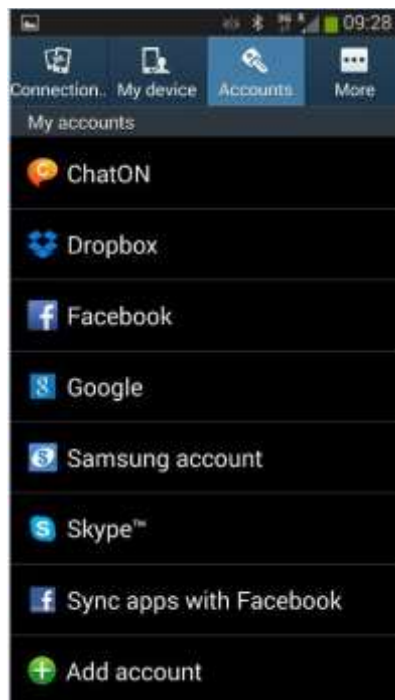 09:28
Connection.. My device Accounts More
My accounts
ChatON
Dropbox
Facebook
Google
Samsung account
Skype™
Sync apps with Facebook
Add account